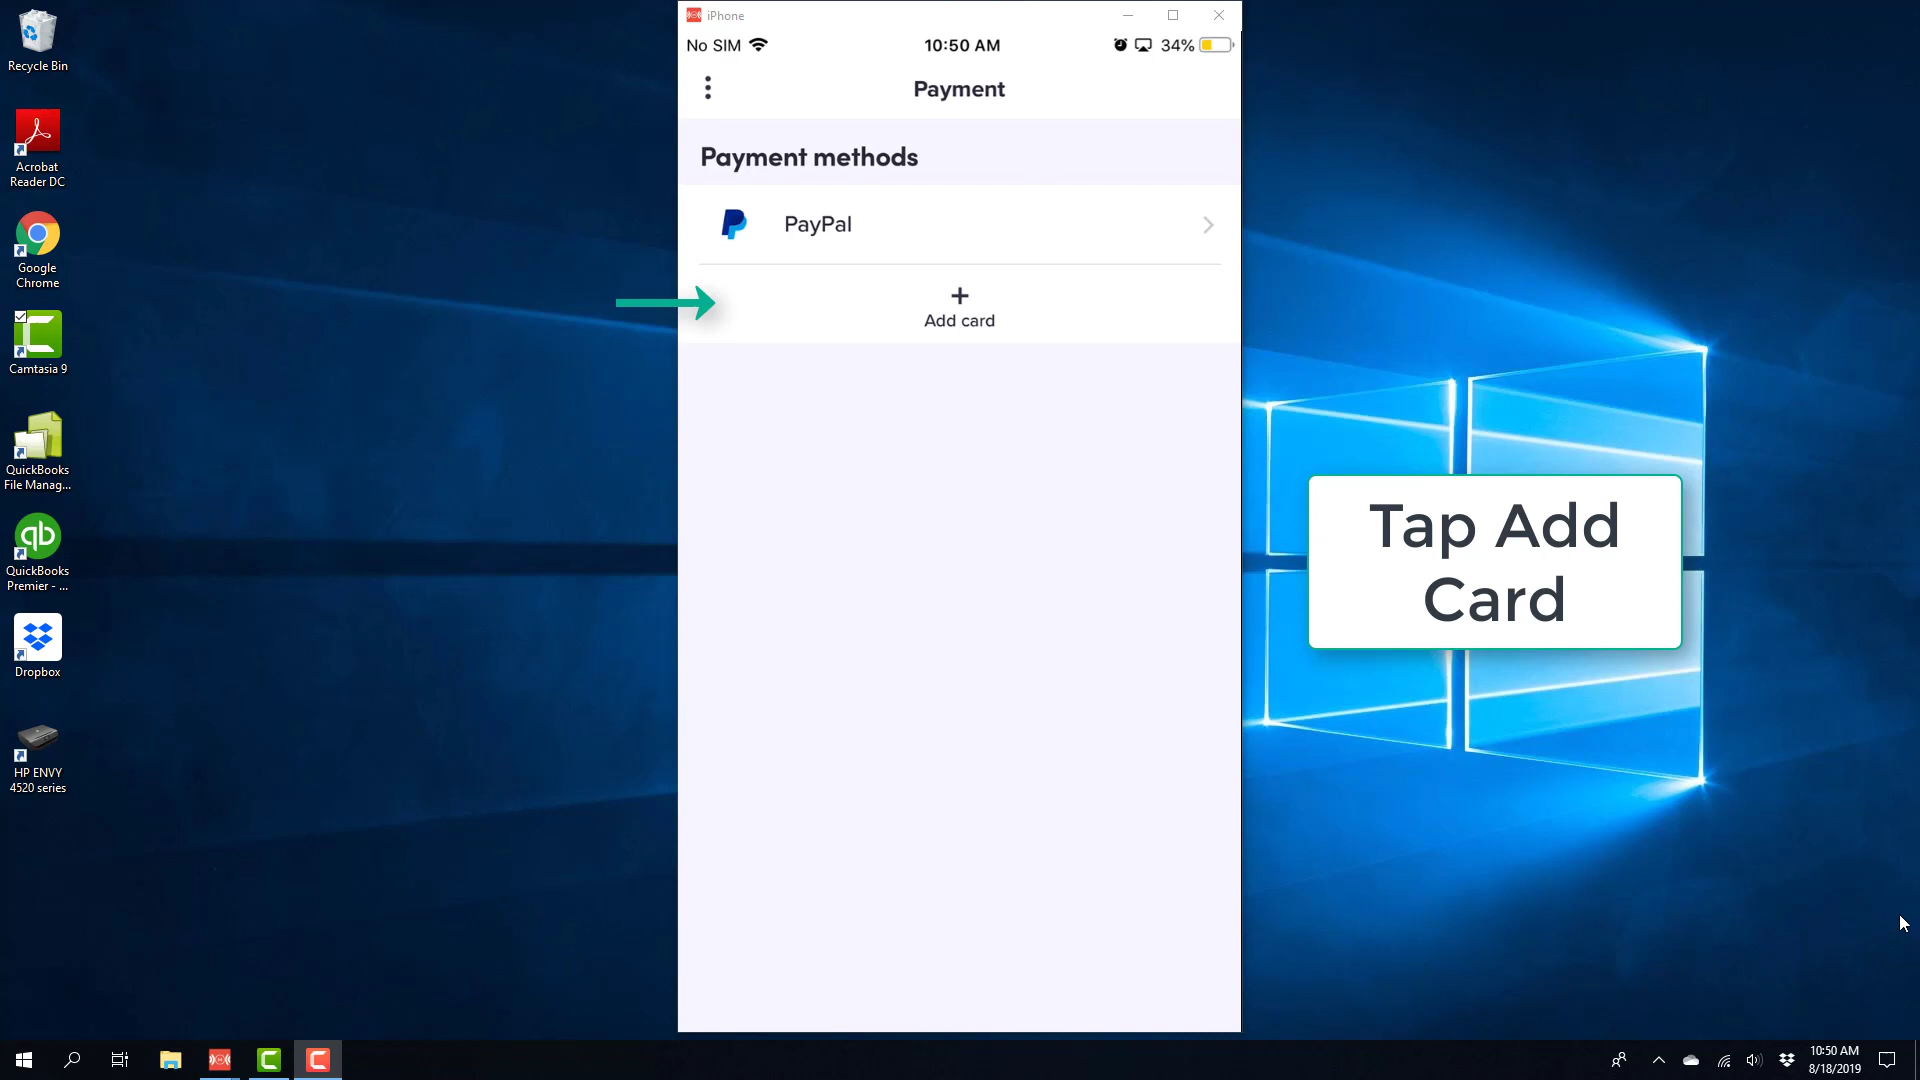 Recycle Bin
Acrobat
Reader DC
Google
Chrome
Camtasia 9
QuickBooks
File Manag...
qb
QuickBooks
Premier - ...
Dropbox
HP ENVY
4520 series
iPhone
No SIM
10:50 AM
34%
Payment
Payment methods
PayPal
+
Add card
Tap Add
Card
10:50 AM
8/18/2019